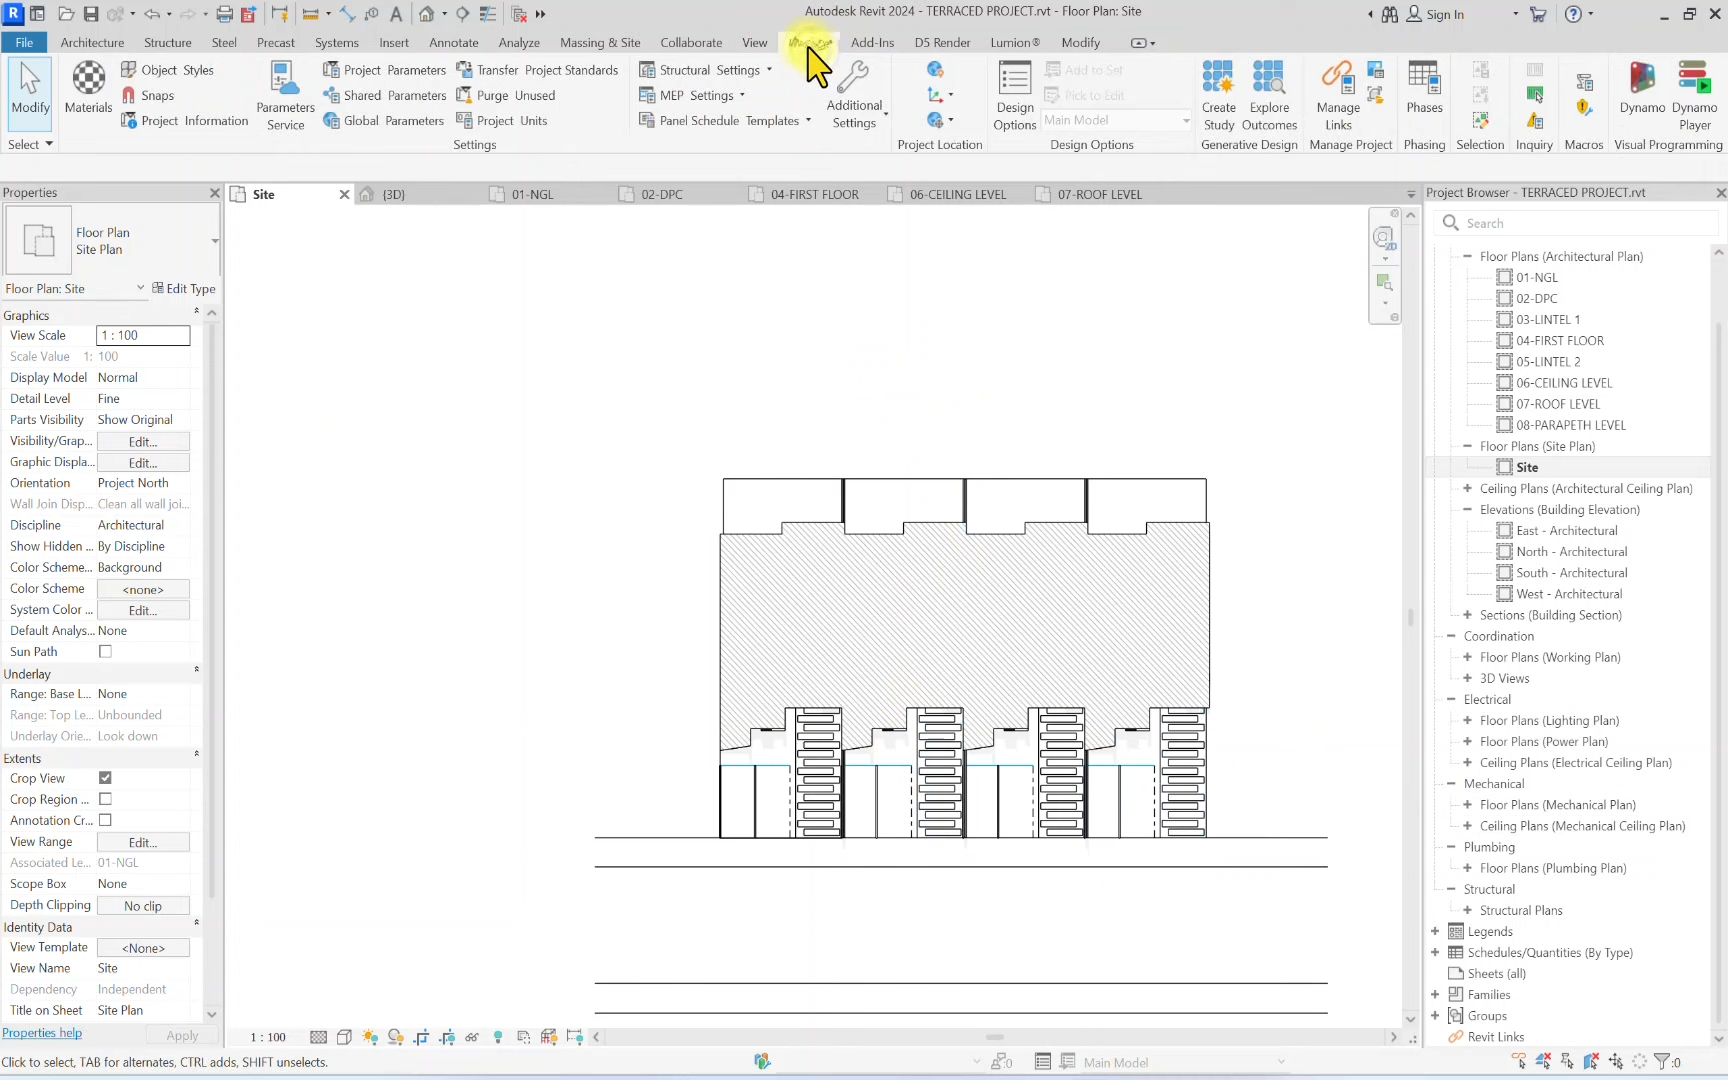 Autodesk Revit 2024 - TERRACED PROJECT.rvt - Floor Plan: Site
Sign In
File Architecture Structure Steel Precast Systems Insert Annotate Analyze Massing & Site Collaborate View Add-Ins D5 Render Lumion® Modify
Modify
Select
Materials
Object Styles
Snaps
Project Information
Parameters Service
Project Parameters
Shared Parameters
Global Parameters
Transfer Project Standards
Purge Unused
Project Units
Settings
Structural Settings
MEP Settings
Panel Schedule Templates
Additional Settings
Project Location
Design Options
Add to Set
Pick to Edit
Main Model
Design Options
Create Study
Explore Outcomes
Generative Design
Manage Links
Manage Project
Phases
Phasing
Selection
Inquiry
Macros
Dynamo
Dynamo Player
Visual Programming
Properties
Site
{3D}
01-NGL
02-DPC
04-FIRST FLOOR
06-CEILING LEVEL
07-ROOF LEVEL
Floor Plan
Site Plan
Floor Plan: Site
Edit Type
Graphics
View Scale 1 : 100
Scale Value 1: 100
Display Model Normal
Detail Level Fine
Parts Visibility Show Original
Visibility/Grap... Edit...
Graphic Displa... Edit...
Orientation Project North
Wall Join Disp... Clean all wall joi...
Discipline Architectural
Show Hidden ... By Discipline
Color Scheme... Background
Color Scheme <none>
System Color ... Edit...
Default Analys... None
Sun Path
Underlay
Range: Base L... None
Range: Top Le... Unbounded
Underlay Orie... Look down
Extents
Crop View
Crop Region ...
Annotation Cr...
View Range Edit...
Associated Le... 01-NGL
Scope Box None
Depth Clipping No clip
Identity Data
View Template <None>
View Name Site
Dependency Independent
Title on Sheet Site Plan
Properties help
Apply
2D
Project Browser - TERRACED PROJECT.rvt
Search
Floor Plans (Architectural Plan)
01-NGL
02-DPC
03-LINTEL 1
04-FIRST FLOOR
05-LINTEL 2
06-CEILING LEVEL
07-ROOF LEVEL
08-PARAPETH LEVEL
Floor Plans (Site Plan)
Site
Ceiling Plans (Architectural Ceiling Plan)
Elevations (Building Elevation)
East - Architectural
North - Architectural
South - Architectural
West - Architectural
Sections (Building Section)
Coordination
Floor Plans (Working Plan)
3D Views
Electrical
Floor Plans (Lighting Plan)
Floor Plans (Power Plan)
Ceiling Plans (Electrical Ceiling Plan)
Mechanical
Floor Plans (Mechanical Plan)
Ceiling Plans (Mechanical Ceiling Plan)
Plumbing
Floor Plans (Plumbing Plan)
Structural
Structural Plans
Legends
Schedules/Quantities (By Type)
Sheets (all)
Families
Groups
Revit Links
1 : 100
Click to select, TAB for alternates, CTRL adds, SHIFT unselects.
:0
Main Model
:0